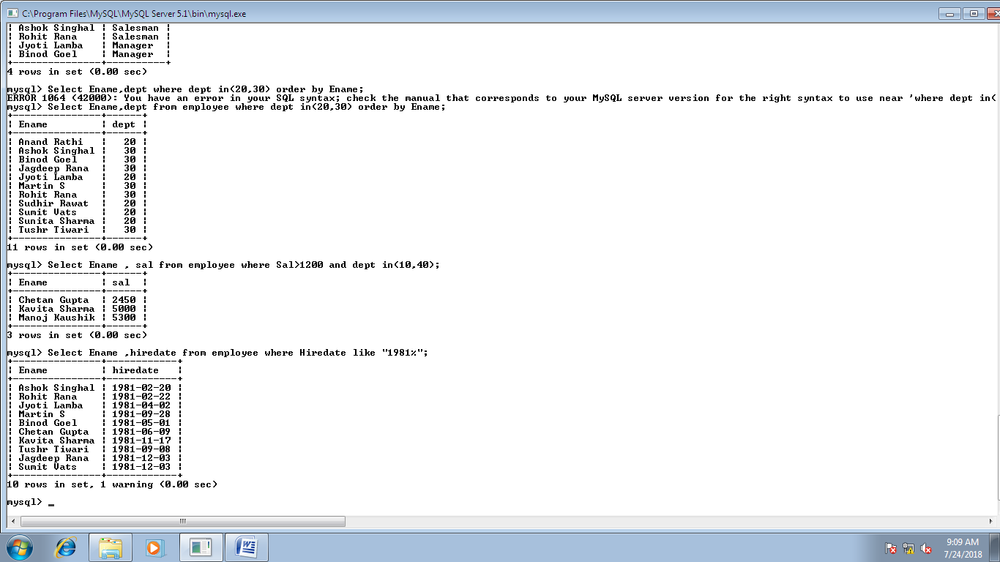 C:\Program Files\MySQL\MySQL Server 5.1\bin\mysql.exe
| Ashok Singhal | Salesman |
| Rohit Rana    | Salesman |
| Jyoti Lamba   | Manager  |
| Binod Goel    | Manager  |
+---------------+----------+
4 rows in set (0.00 sec)
mysql> Select Ename,dept where dept in(20,30) order by Ename;
ERROR 1064 (42000): You have an error in your SQL syntax; check the manual that corresponds to your MySQL server version for the right syntax to use near 'where dept in(
mysql> Select Ename,dept from employee where dept in(20,30) order by Ename;
+---------------+------+
| Ename         | dept |
+---------------+------+
| Anand Rathi   |   20 |
| Ashok Singhal |   30 |
| Binod Goel    |   30 |
| Jagdeep Rana  |   30 |
| Jyoti Lamba   |   20 |
| Martin S      |   30 |
| Rohit Rana    |   30 |
| Sudhir Rawat  |   20 |
| Sumit Vats    |   20 |
| Sunita Sharma |   20 |
| Tushr Tiwari  |   30 |
+---------------+------+
11 rows in set (0.00 sec)
mysql> Select Ename , sal from employee where Sal>1200 and dept in(10,40);
+---------------+------+
| Ename         | sal  |
+---------------+------+
| Chetan Gupta  | 2450 |
| Kavita Sharma | 5000 |
| Manoj Kaushik | 5300 |
+---------------+------+
3 rows in set (0.00 sec)
mysql> Select Ename ,hiredate from employee where Hiredate like "1981%";
+---------------+------------+
| Ename         | hiredate   |
+---------------+------------+
| Ashok Singhal | 1981-02-20 |
| Rohit Rana    | 1981-02-22 |
| Jyoti Lamba   | 1981-04-02 |
| Martin S      | 1981-09-28 |
| Binod Goel    | 1981-05-01 |
| Chetan Gupta  | 1981-06-09 |
| Kavita Sharma | 1981-11-17 |
| Tushr Tiwari  | 1981-09-08 |
| Jagdeep Rana  | 1981-12-03 |
| Sumit Vats    | 1981-12-03 |
+---------------+------------+
10 rows in set, 1 warning (0.00 sec)
mysql> _
9:09 AM
7/24/2018